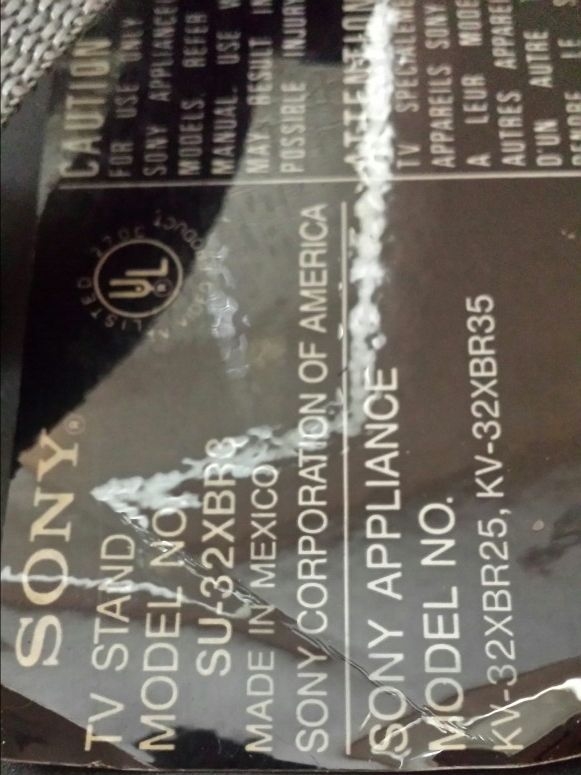 SONY®
TV STAND
MODEL NO.
SU-32XBR3
MADE IN MEXICO
SONY CORPORATION OF AMERICA
SONY APPLIANCE
MODEL NO.
KV-32XBR25, KV-32XBR35
LISTED
UL
CAUTION
FOR USE ONLY
SONY APPLIANCE
MODELS. REFER
MANUAL. USE
MAY RESULT IN
POSSIBLE INJURY
ATTENTION
TV
APPAREILS SONY
A LEUR
AUTRES
D'UN AUTRE
LE